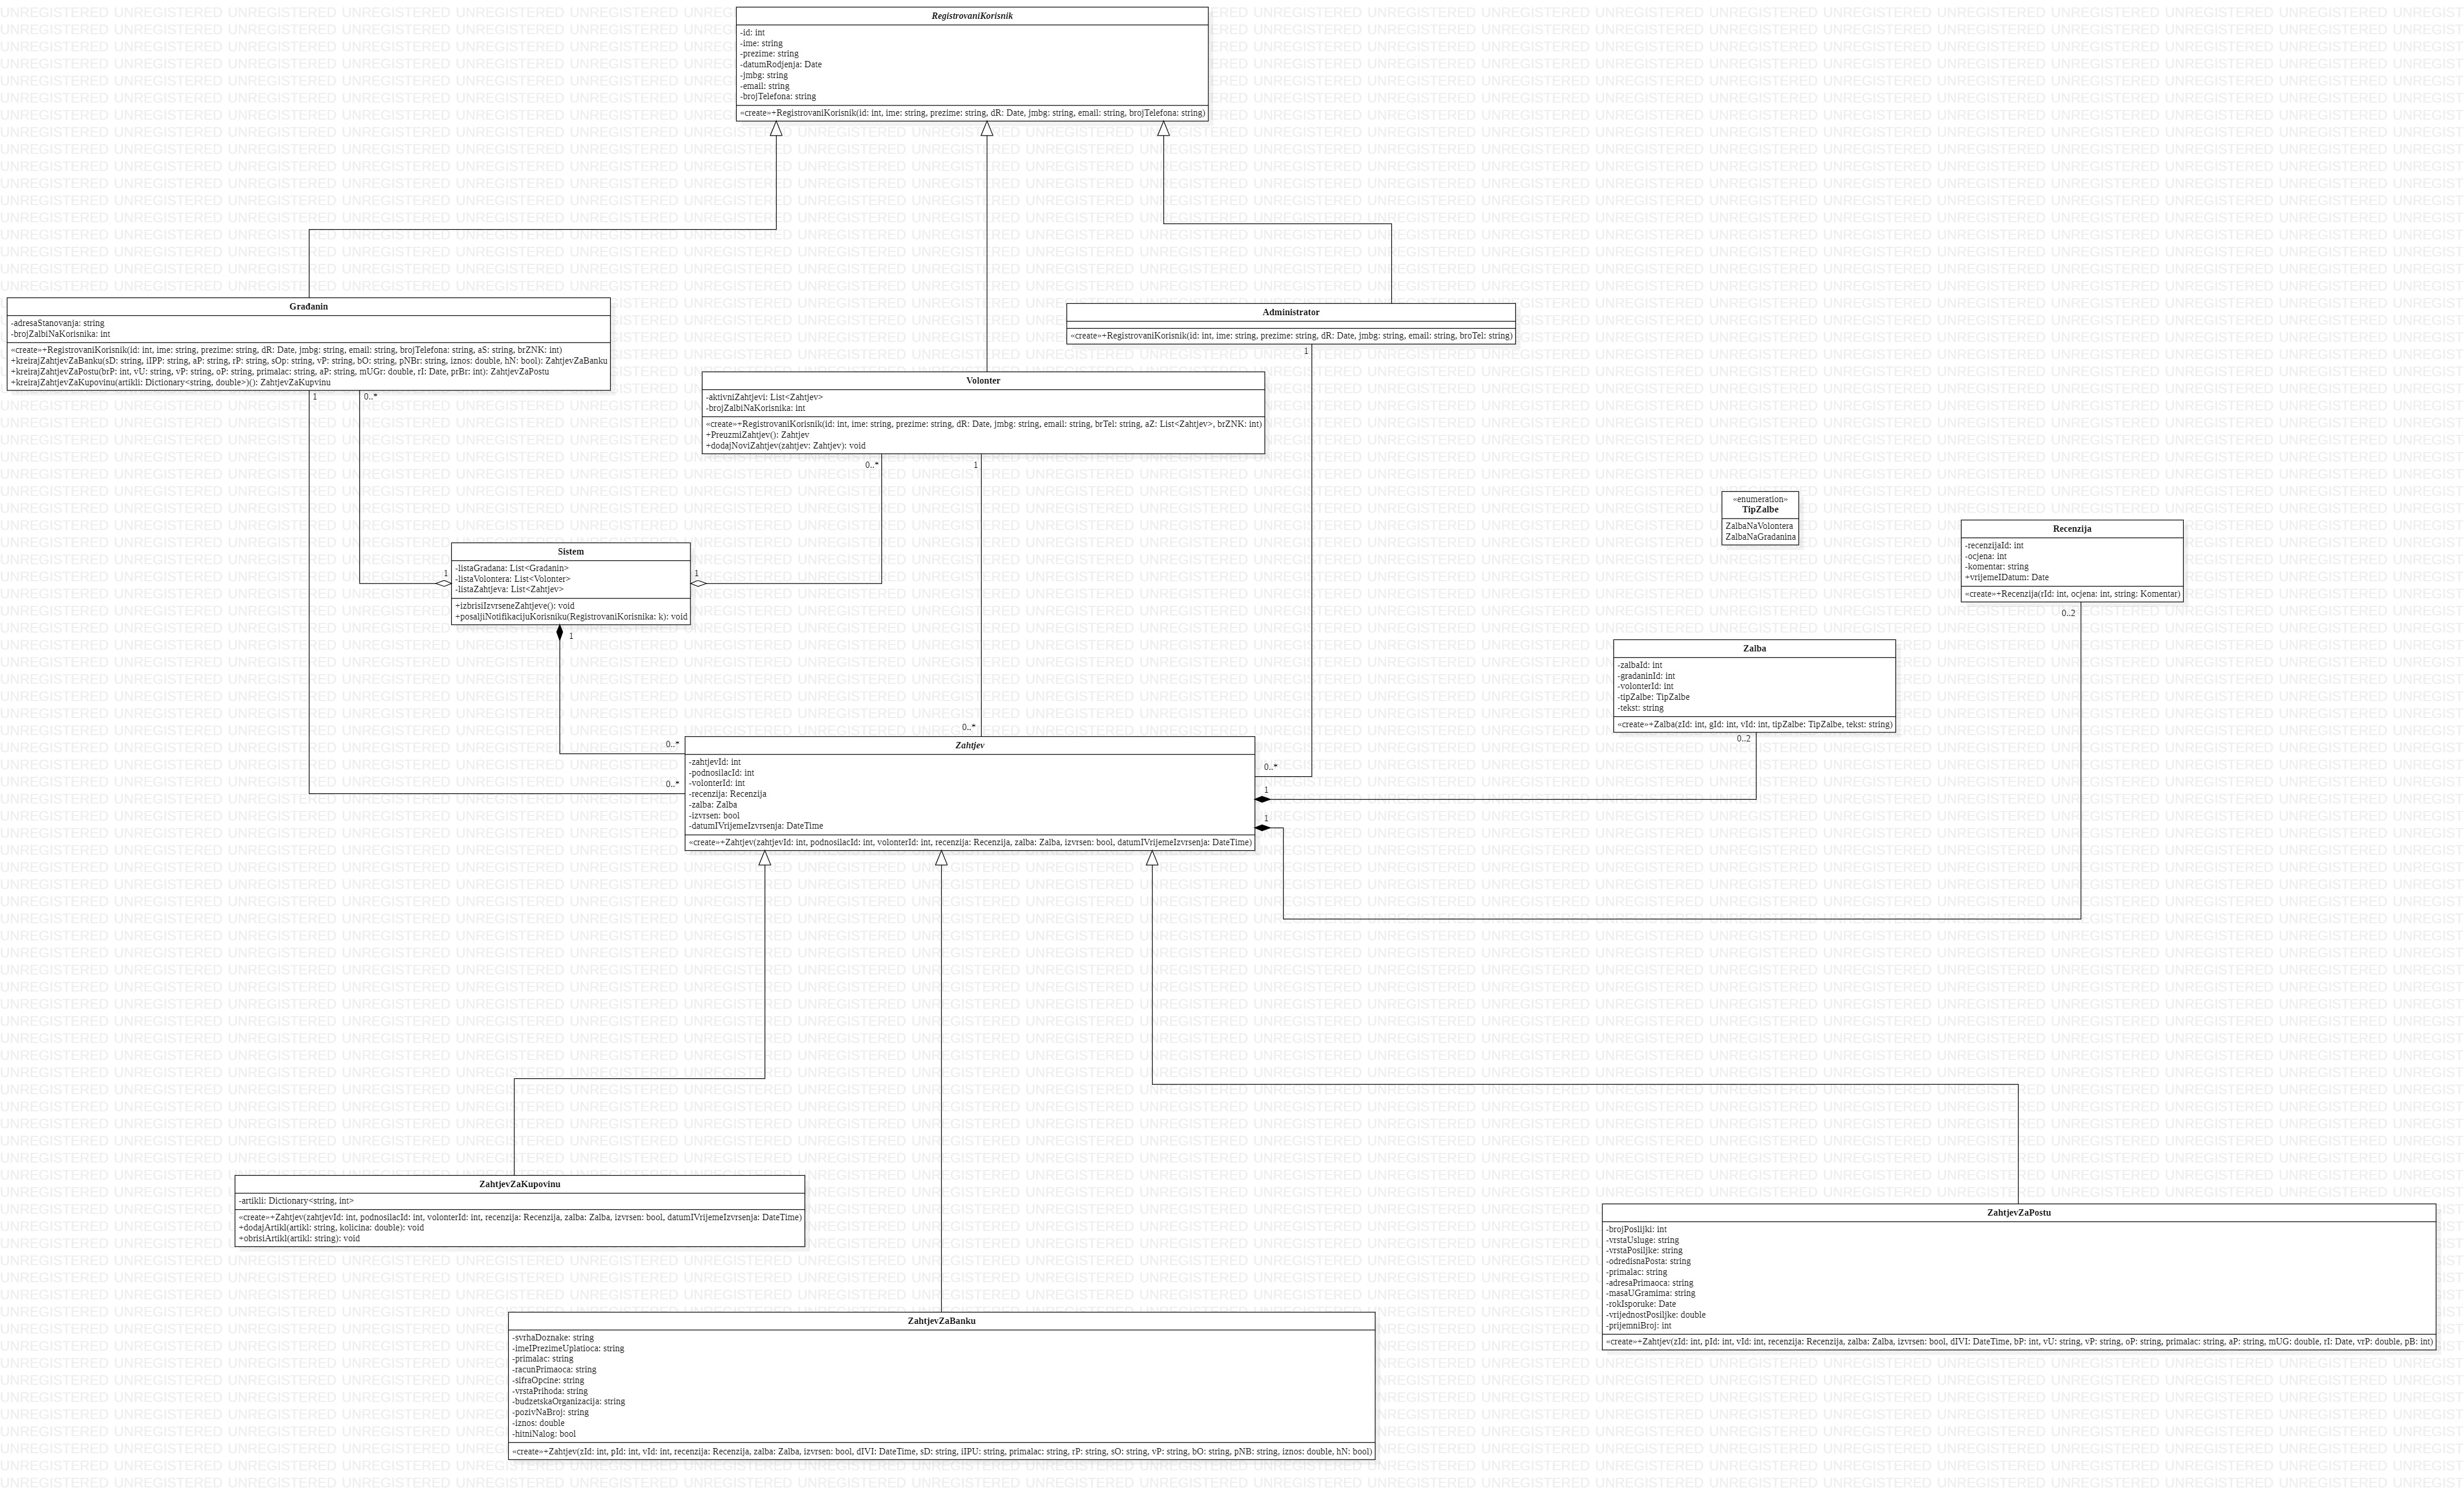 RegistrovaniKorisnik
-id: int
-ime: string
-prezime: string
-datumRodjenja: Date
-jmbg: string
-email: string
-brojTelefona: string
«create»+RegistrovaniKorisnik(id: int, ime: string, prezime: string, dR: Date, jmbg: string, email: string, brojTelefona: string)
Građanin
-adresaStanovanja: string
-brojZalbiNaKorisnika: int
«create»+RegistrovaniKorisnik(id: int, ime: string, prezime: string, dR: Date, jmbg: string, email: string, brojTelefona: string, aS: string, brZNK: int)
+kreirajZahtjevZaBanku(sD: string, iIPP: string, aP: string, rP: string, sOp: string, vP: string, bO: string, pNBr: string, iznos: double, hN: bool): ZahtjevZaBanku
+kreirajZahtjevZaPostu(brP: int, vU: string, vP: string, oP: string, primalac: string, aP: string, mUGr: double, rI: Date, prBr: int): ZahtjevZaPostu
+kreirajZahtjevZaKupovinu(artikli: Dictionary<string, double>)(): ZahtjevZaKupvinu
1
0..*
Administrator
«create»+RegistrovaniKorisnik(id: int, ime: string, prezime: string, dR: Date, jmbg: string, email: string, broTel: string)
1
Volonter
-aktivniZahtjevi: List<Zahtjev>
-brojZalbiNaKorisnika: int
«create»+RegistrovaniKorisnik(id: int, ime: string, prezime: string, dR: Date, jmbg: string, email: string, brTel: string, aZ: List<Zahtjev>, brZNK: int)
+PreuzmiZahtjev(): Zahtjev
+dodajNoviZahtjev(zahtjev: Zahtjev): void
0..*
1
«enumeration»
TipZalbe
ZalbaNaVolontera
ZalbaNaGradanina
Recenzija
-recenzijaId: int
-ocjena: int
-komentar: string
+vrijemeIDatum: Date
«create»+Recenzija(rId: int, ocjena: int, string: Komentar)
0..2
Sistem
-listaGradana: List<Gradanin>
-listaVolontera: List<Volonter>
-listaZahtjeva: List<Zahtjev>
+izbrisiIzvrseneZahtjeve(): void
+posaljiNotifikacijuKorisniku(RegistrovaniKorisnika: k): void
1
1
1
Zalba
-zalbaId: int
-gradaninId: int
-volonterId: int
-tipZalbe: TipZalbe
-tekst: string
«create»+Zalba(zId: int, gId: int, vId: int, tipZalbe: TipZalbe, tekst: string)
0..2
0..*
0..*
0..*
0..*
1
1
Zahtjev
-zahtjevId: int
-podnosilacId: int
-volonterId: int
-recenzija: Recenzija
-zalba: Zalba
-izvrsen: bool
-datumIVrijemeIzvrsenja: DateTime
«create»+Zahtjev(zahtjevId: int, podnosilacId: int, volonterId: int, recenzija: Recenzija, zalba: Zalba, izvrsen: bool, datumIVrijemeIzvrsenja: DateTime)
ZahtjevZaKupovinu
-artikli: Dictionary<string, int>
«create»+Zahtjev(zahtjevId: int, podnosilacId: int, volonterId: int, recenzija: Recenzija, zalba: Zalba, izvrsen: bool, datumIVrijemeIzvrsenja: DateTime)
+dodajArtikl(artikl: string, kolicina: double): void
+obrisiArtikl(artikl: string): void
ZahtjevZaPostu
-brojPoslijki: int
-vrstaUsluge: string
-vrstaPosiljke: string
-odredisnaPosta: string
-primalac: string
-adresaPrimaoca: string
-masaUGramima: string
-rokIsporuke: Date
-vrijednostPosiljke: double
-prijemniBroj: int
«create»+Zahtjev(zId: int, pId: int, vId: int, recenzija: Recenzija, zalba: Zalba, izvrsen: bool, dIVI: DateTime, bP: int, vU: string, vP: string, oP: string, primalac: string, aP: string, mUG: double, rI: Date, vrP: double, pB: int)
ZahtjevZaBanku
-svrhaDoznake: string
-imeIPrezimeUplatioca: string
-primalac: string
-racunPrimaoca: string
-sifraOpcine: string
-vrstaPrihoda: string
-budzetskaOrganizacija: string
-pozivNaBroj: string
-iznos: double
-hitniNalog: bool
«create»+Zahtjev(zId: int, pId: int, vId: int, recenzija: Recenzija, zalba: Zalba, izvrsen: bool, dIVI: DateTime, sD: string, iIPU: string, primalac: string, rP: string, sO: string, vP: string, bO: string, pNB: string, iznos: double, hN: bool)